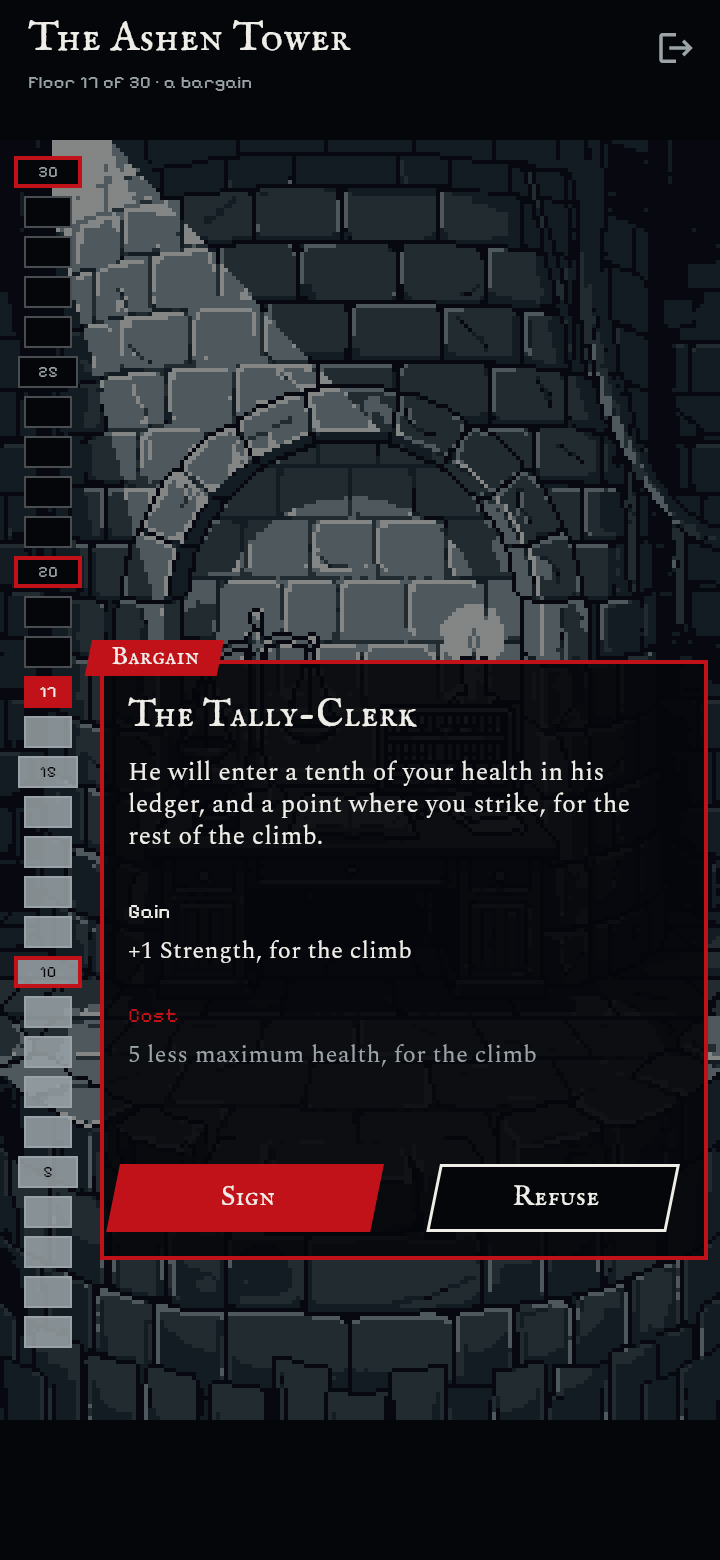 The Ashen Tower
Floor 17 of 30 · a bargain
30
25
20
17
15
10
5
Bargain
The Tally-Clerk
He will enter a tenth of your health in his
ledger, and a point where you strike, for the
rest of the climb.
Gain
+1 Strength, for the climb
Cost
5 less maximum health, for the climb
Sign
Refuse